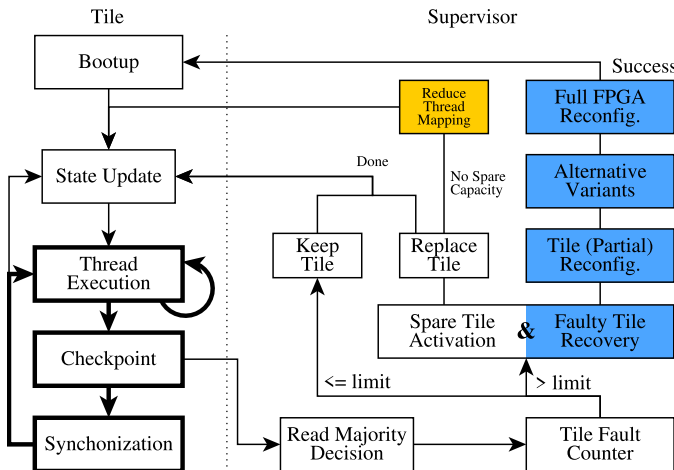 Tile
Supervisor
Bootup
Success
Reduce
Thread
Mapping
Full FPGA
Reconfig.
State Update
Done
No Spare
Capacity
Alternative
Variants
Keep
Tile
Replace
Tile
Tile (Partial)
Reconfig.
Thread
Execution
Spare Tile
Activation
&
Faulty Tile
Recovery
Checkpoint
<= limit
> limit
Synchonization
Read Majority
Decision
Tile Fault
Counter